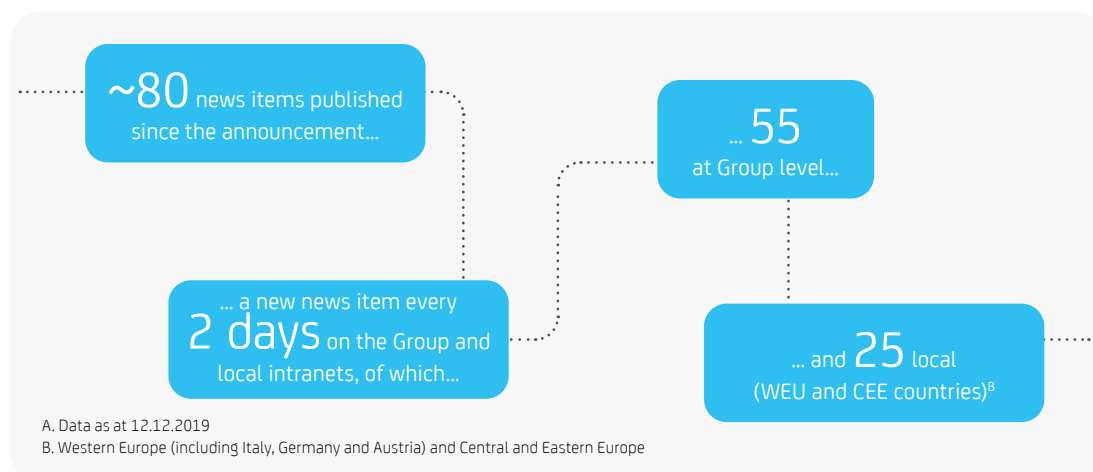 ~80 news items published
since the announcement...
... a new news item every
2 days on the Group and
local intranets, of which...
... 55
at Group level...
... and 25 local
(WEU and CEE countries)B
A. Data as at 12.12.2019
B. Western Europe (including Italy, Germany and Austria) and Central and Eastern Europe